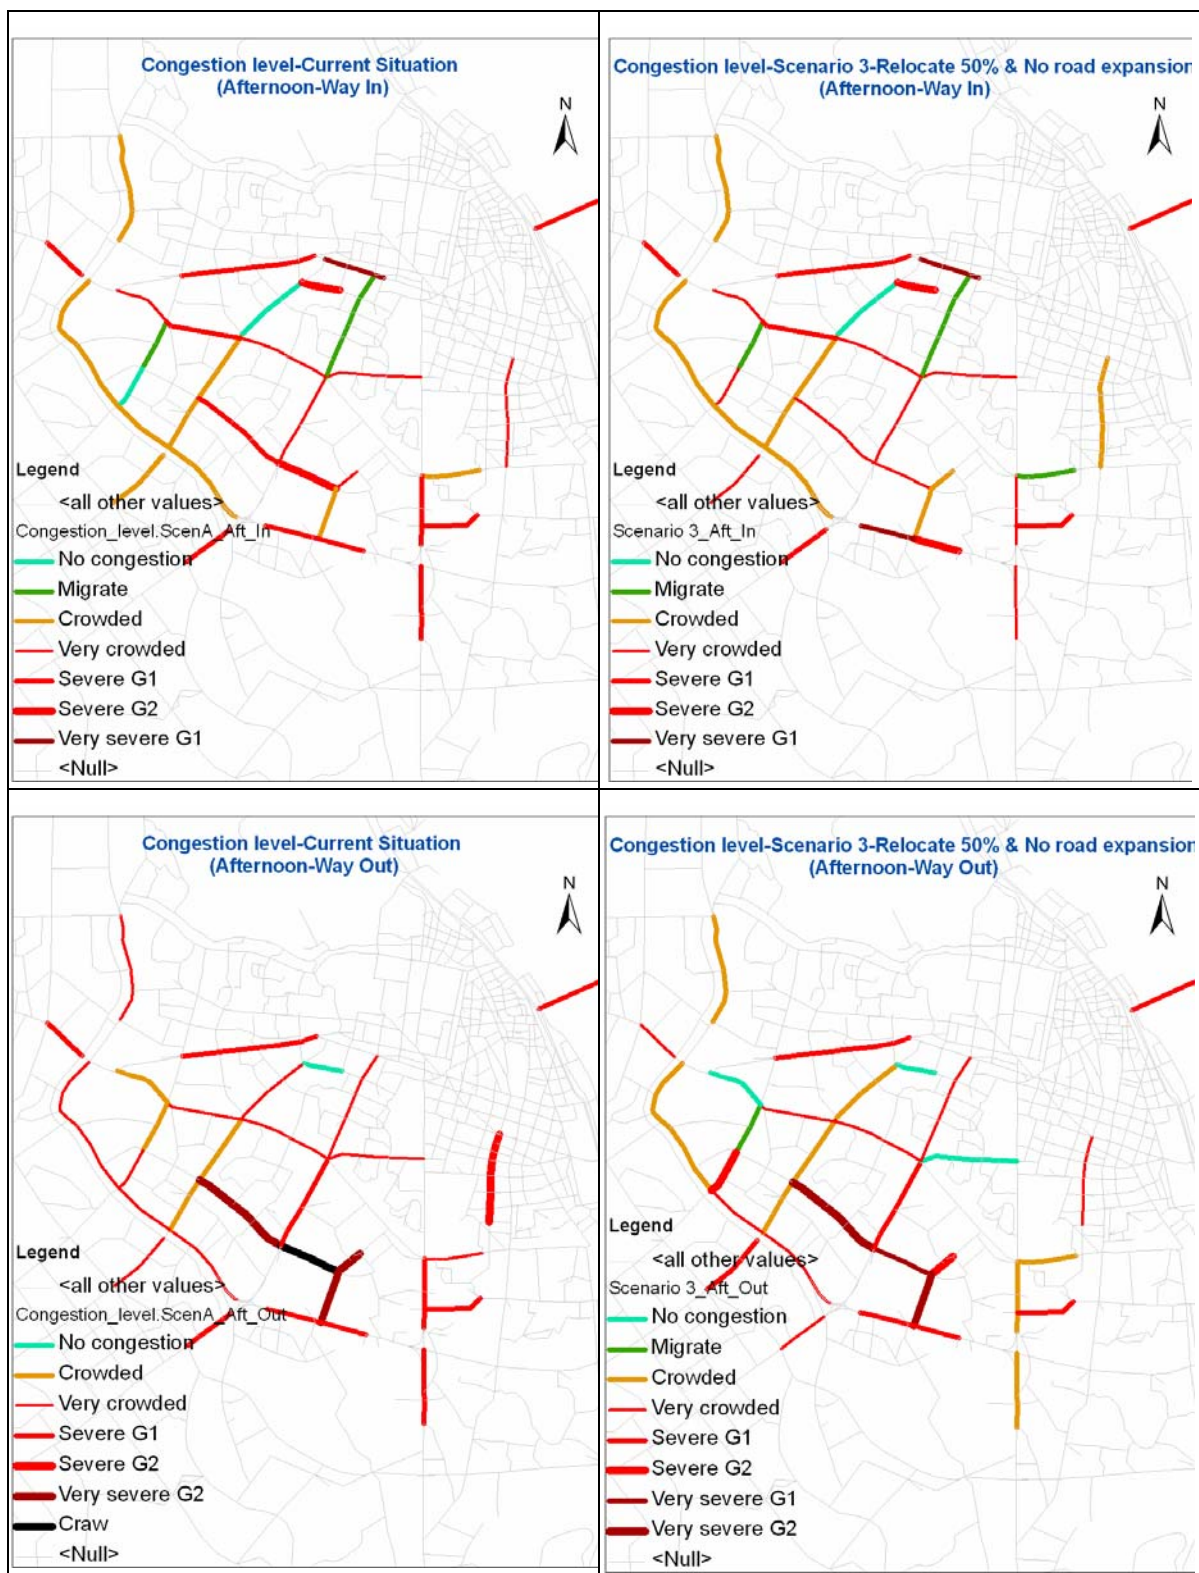 Congestion level-Current Situation
(Afternoon-Way In)
N
Legend
<all other values>
Congestion_level.ScenA_Aft_In
No congestion
Migrate
Crowded
Very crowded
Severe G1
Severe G2
Very severe G1
<Null>
Congestion level-Scenario 3-Relocate 50% & No road expansion
(Afternoon-Way In)
N
Legend
<all other values>
Scenario 3_Aft_In
No congestion
Migrate
Crowded
Very crowded
Severe G1
Severe G2
Very severe G1
<Null>
Congestion level-Current Situation
(Afternoon-Way Out)
N
Legend
<all other values>
Congestion_level.ScenA_Aft_Out
No congestion
Crowded
Very crowded
Severe G1
Severe G2
Very severe G2
Craw
<Null>
Congestion level-Scenario 3-Relocate 50% & No road expansion
(Afternoon-Way Out)
N
Legend
<all other values>
Scenario 3_Aft_Out
No congestion
Migrate
Crowded
Very crowded
Severe G1
Severe G2
Very severe G1
Very severe G2
<Null>